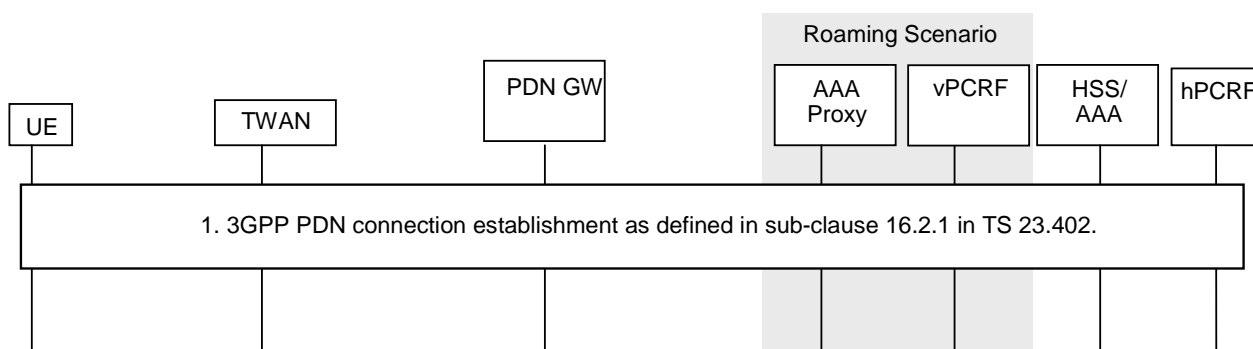 Roaming Scenario
UE
TWAN
PDN GW
AAA
Proxy
vPCRF
HSS/
AAA
hPCRF
1. 3GPP PDN connection establishment as defined in sub-clause 16.2.1 in TS 23.402.